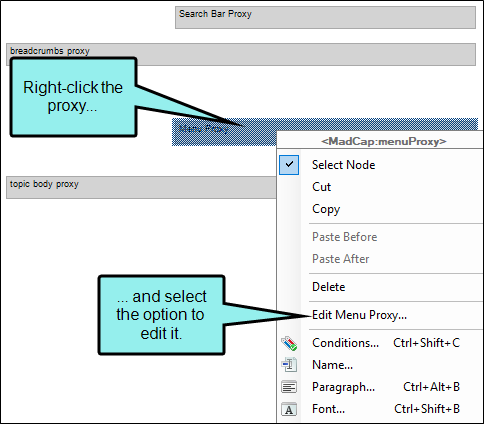 Search Bar Proxy
breadcrumbs proxy
Right-click the
proxy...
Menu Proxy
<MadCap:menuProxy>
Select Node
Cut
Copy
topic body proxy
Paste Before
Paste After
Delete
... and select
the option to
edit it.
Edit Menu Proxy...
Conditions... Ctrl+Shift+C
Name...
Paragraph... Ctrl+Alt+B
Font... Ctrl+Shift+B